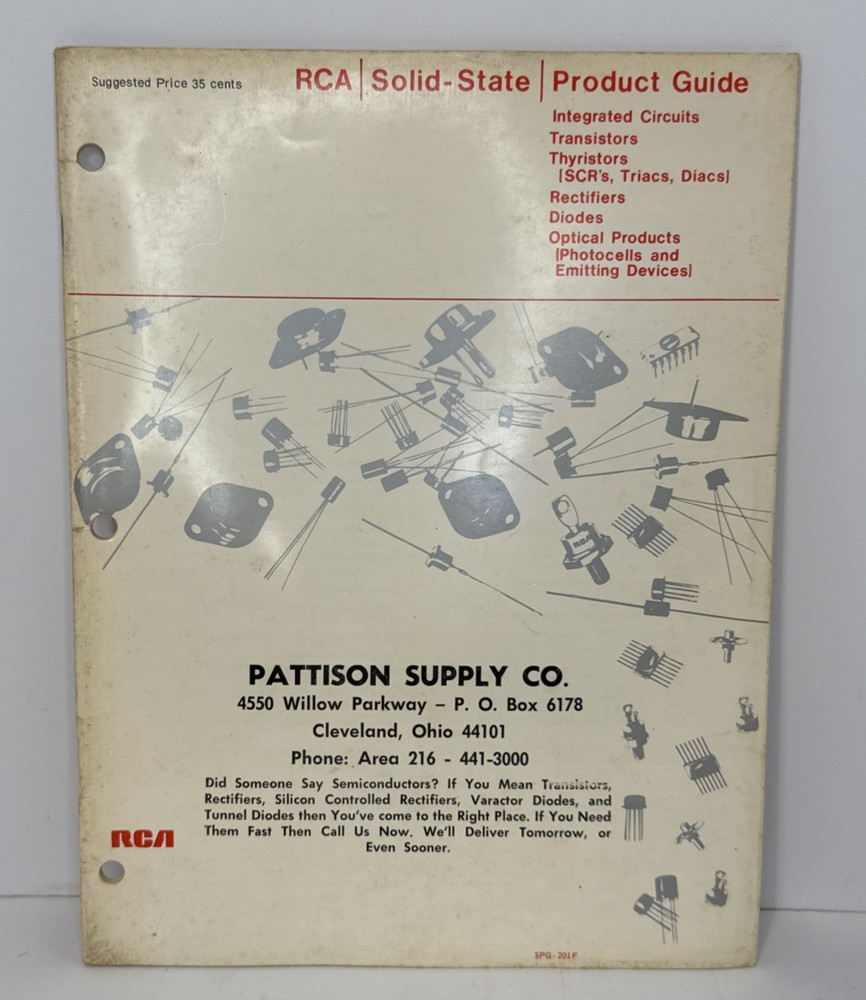 Suggested Price 35 cents
RCA Solid-State Product Guide
Integrated Circuits
Transistors
Thyristors
(SCR's, Triacs, Diacs)
Rectifiers
Diodes
Optical Products
(Photocells and
Emitting Devices)
RCA
PATTISON SUPPLY CO.
4550 Willow Parkway – P. O. Box 6178
Cleveland, Ohio 44101
Phone: Area 216 - 441-3000
Did Someone Say Semiconductors? If You Mean Transistors,
Rectifiers, Silicon Controlled Rectifiers, Varactor Diodes, and
Tunnel Diodes then You've come to the Right Place. If You Need
Them Fast Then Call Us Now. We'll Deliver Tomorrow, or
Even Sooner.
RCA
SPG-201F